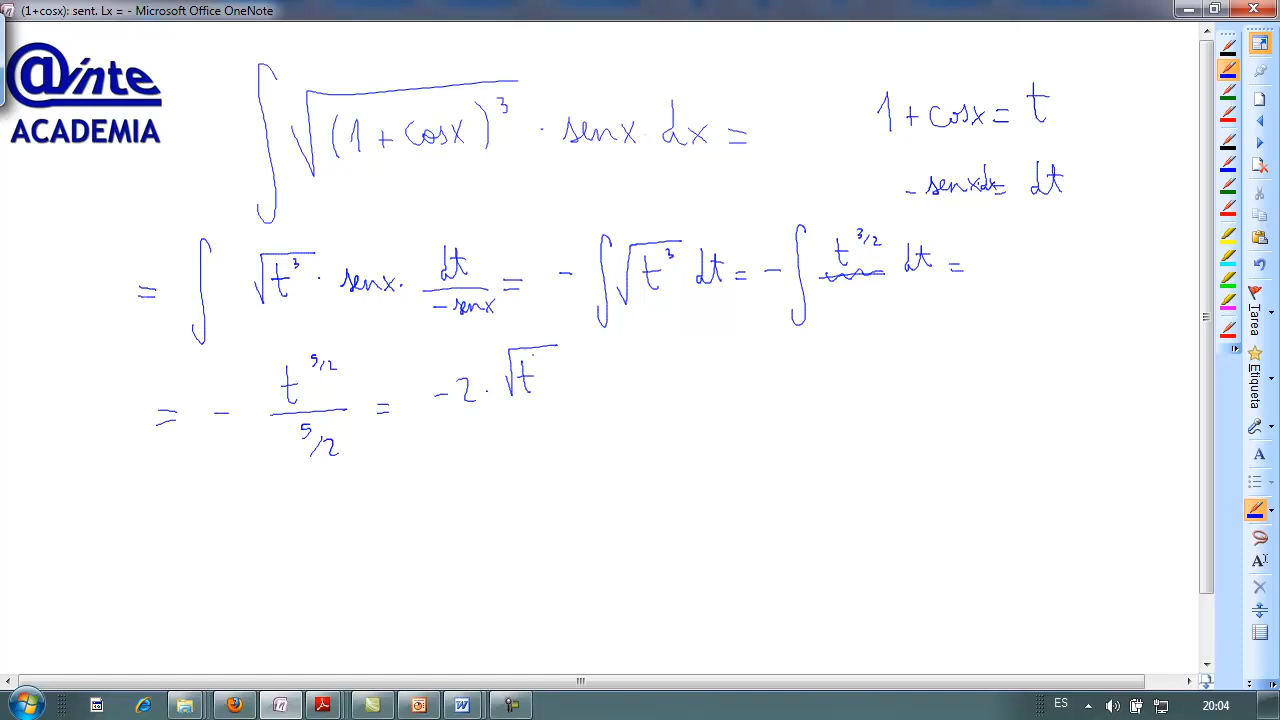 (1+cosx): sent. Lx = - Microsoft Office OneNote
@inte
ACADEMIA
∫ √(1 + cosx)³ · senx · dx =
1 + cosx = t
- senxdx = dt
= ∫ √t³ · senx · dt/-senx = - ∫ √t³ dt = - ∫ t^3/2 dt =
= - t^5/2 / 5/2 = -2 · √t
Tarea
Etiqueta
A
A
ES
20:04